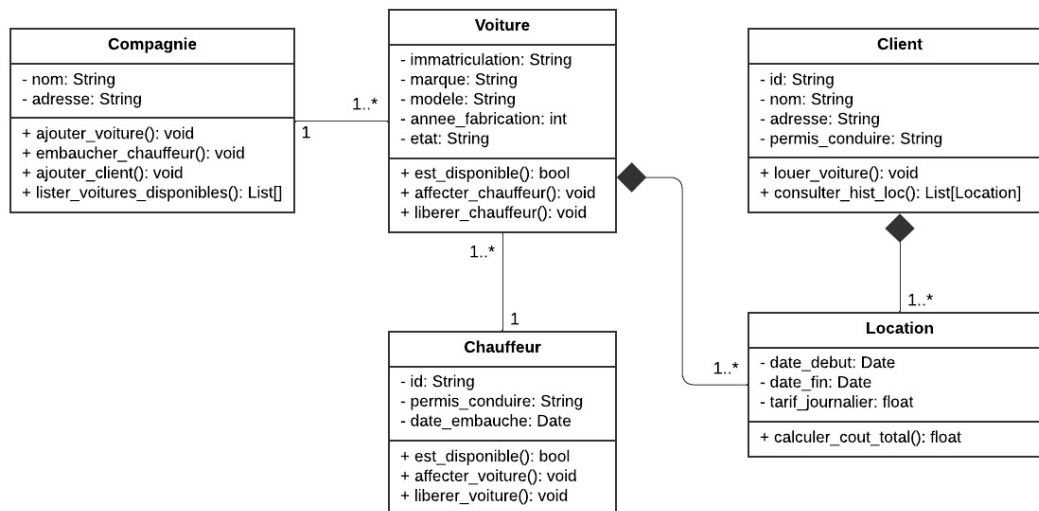 Compagnie
- nom: String
- adresse: String
+ ajouter_voiture(): void
+ embaucher_chauffeur(): void
+ ajouter_client(): void
+ lister_voitures_disponibles(): List[]
1
1..*
Voiture
- immatriculation: String
- marque: String
- modele: String
- annee_fabrication: int
- etat: String
+ est_disponible(): bool
+ affecter_chauffeur(): void
+ liberer_chauffeur(): void
1..*
1
Chauffeur
- id: String
- permis_conduire: String
- date_embauche: Date
+ est_disponible(): bool
+ affecter_voiture(): void
+ liberer_voiture(): void
Client
- id: String
- nom: String
- adresse: String
- permis_conduire: String
+ louer_voiture(): void
+ consulter_hist_loc(): List[Location]
1..*
1..*
Location
- date_debut: Date
- date_fin: Date
- tarif_journalier: float
+ calculer_cout_total(): float